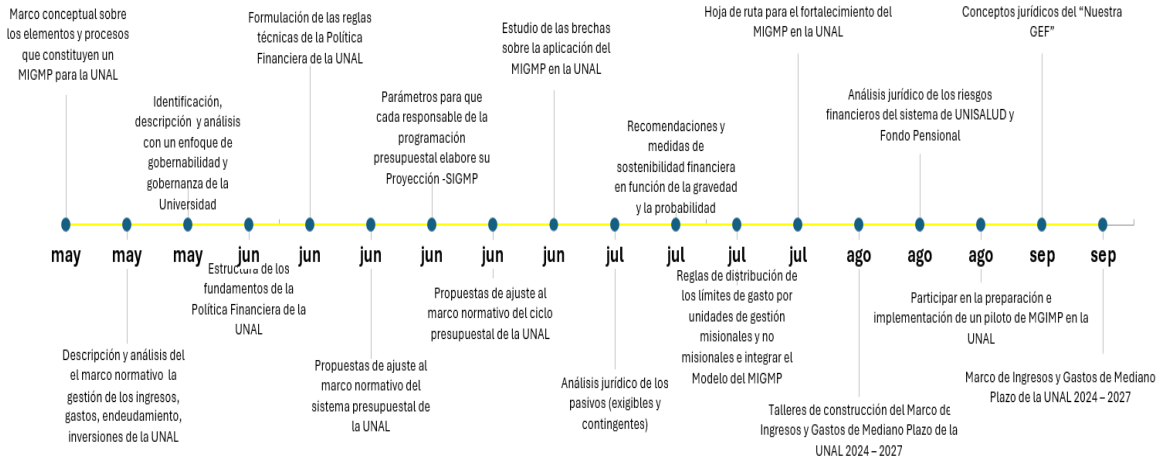 Marco conceptual sobre
los elementos y procesos
que constituyen un
MIGMP para la UNAL
Identificación,
descripción y análisis
con un enfoque de
gobernabilidad y
gobernanza de la
Universidad
Formulación de las reglas
técnicas de la Política
Financiera de la UNAL
Parámetros para que
cada responsable de la
programación
presupuestal elabore su
Proyección -SIGMP
Estudio de las brechas
sobre la aplicación del
MIGMP en la UNAL
Recomendaciones y
medidas de
sostenibilidad financiera
en función de la gravedad
y la probabilidad
Hoja de ruta para el fortalecimiento del
MIGMP en la UNAL
Análisis jurídico de los riesgos
financieros del sistema de UNISALUD y
Fondo Pensional
Conceptos jurídicos del “Nuestra
GEF”
may may may jun jun jun jun jun jun jul jul jul jul ago ago ago sep sep
Descripción y análisis del
el marco normativo la
gestión de los ingresos,
gastos, endeudamiento,
inversiones de la UNAL
Estructura de los
fundamentos de la
Política Financiera de la
UNAL
Propuestas de ajuste al
marco normativo del
sistema presupuestal de
la UNAL
Propuestas de ajuste al
marco normativo del ciclo
presupuestal de la UNAL
Análisis jurídico de los
pasivos (exigibles y
contingentes)
Reglas de distribución de
los límites de gasto por
unidades de gestión
misionales y no
misionales e integrar el
Modelo del MIGMP
Talleres de construcción del Marco de
Ingresos y Gastos de Mediano Plazo de la
UNAL 2024 – 2027
Participar en la preparación e
implementación de un piloto de MGIMP en la
UNAL
Marco de Ingresos y Gastos de Mediano
Plazo de la UNAL 2024 – 2027